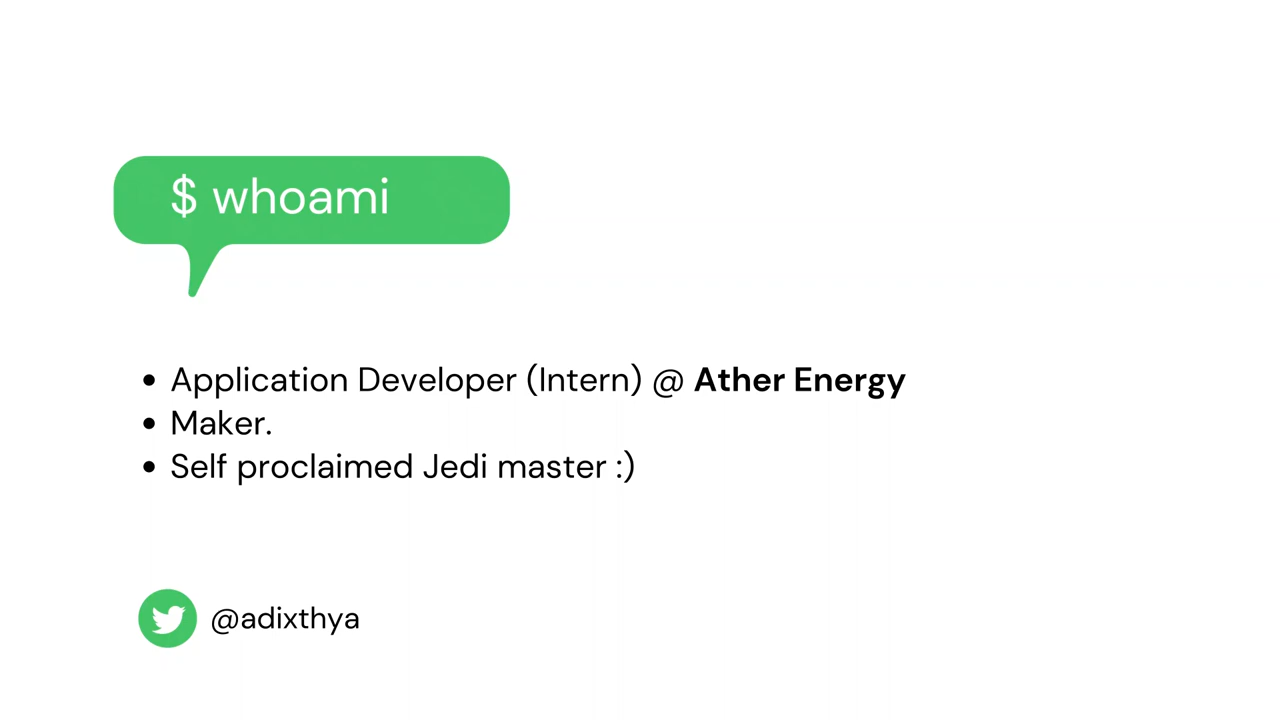 $ whoami
• Application Developer (Intern) @ Ather Energy
• Maker.
• Self proclaimed Jedi master :)
@adixthya